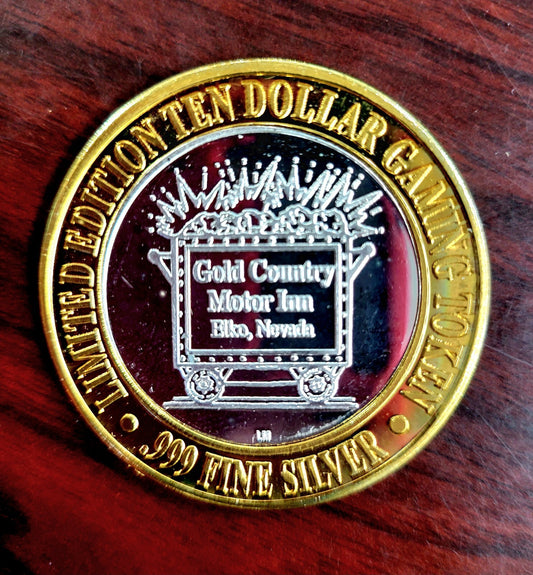 LIMITED EDITION TEN DOLLAR GAMING TOKEN
Gold Country
Motor Inn
Elko, Nevada
• .999 FINE SILVER •